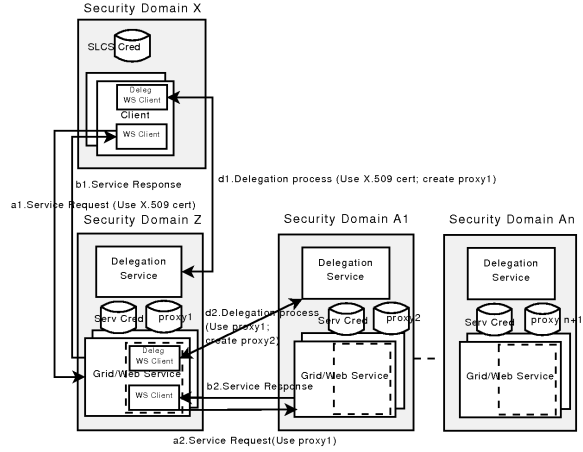 Security Domain X
SLCS Cred
Deleg
WS Client
Client
WS Client
d1.Delegation process (Use X.509 cert; create proxy1)
b1.Service Response
a1.Service Request (Use X.509 cert)
Security Domain Z
Delegation
Service
Serv Cred
proxy1
Deleg
WS Client
Grid/Web Service
WS Client
d2.Delegation process
(Use proxy1;
create proxy2)
b2.Service Response
a2.Service Request(Use proxy1)
Security Domain A1
Delegation
Service
Serv Cred
proxy2
Grid/Web Service
Security Domain An
Delegation
Service
Serv Cred
proxy n+1
Grid/Web Service